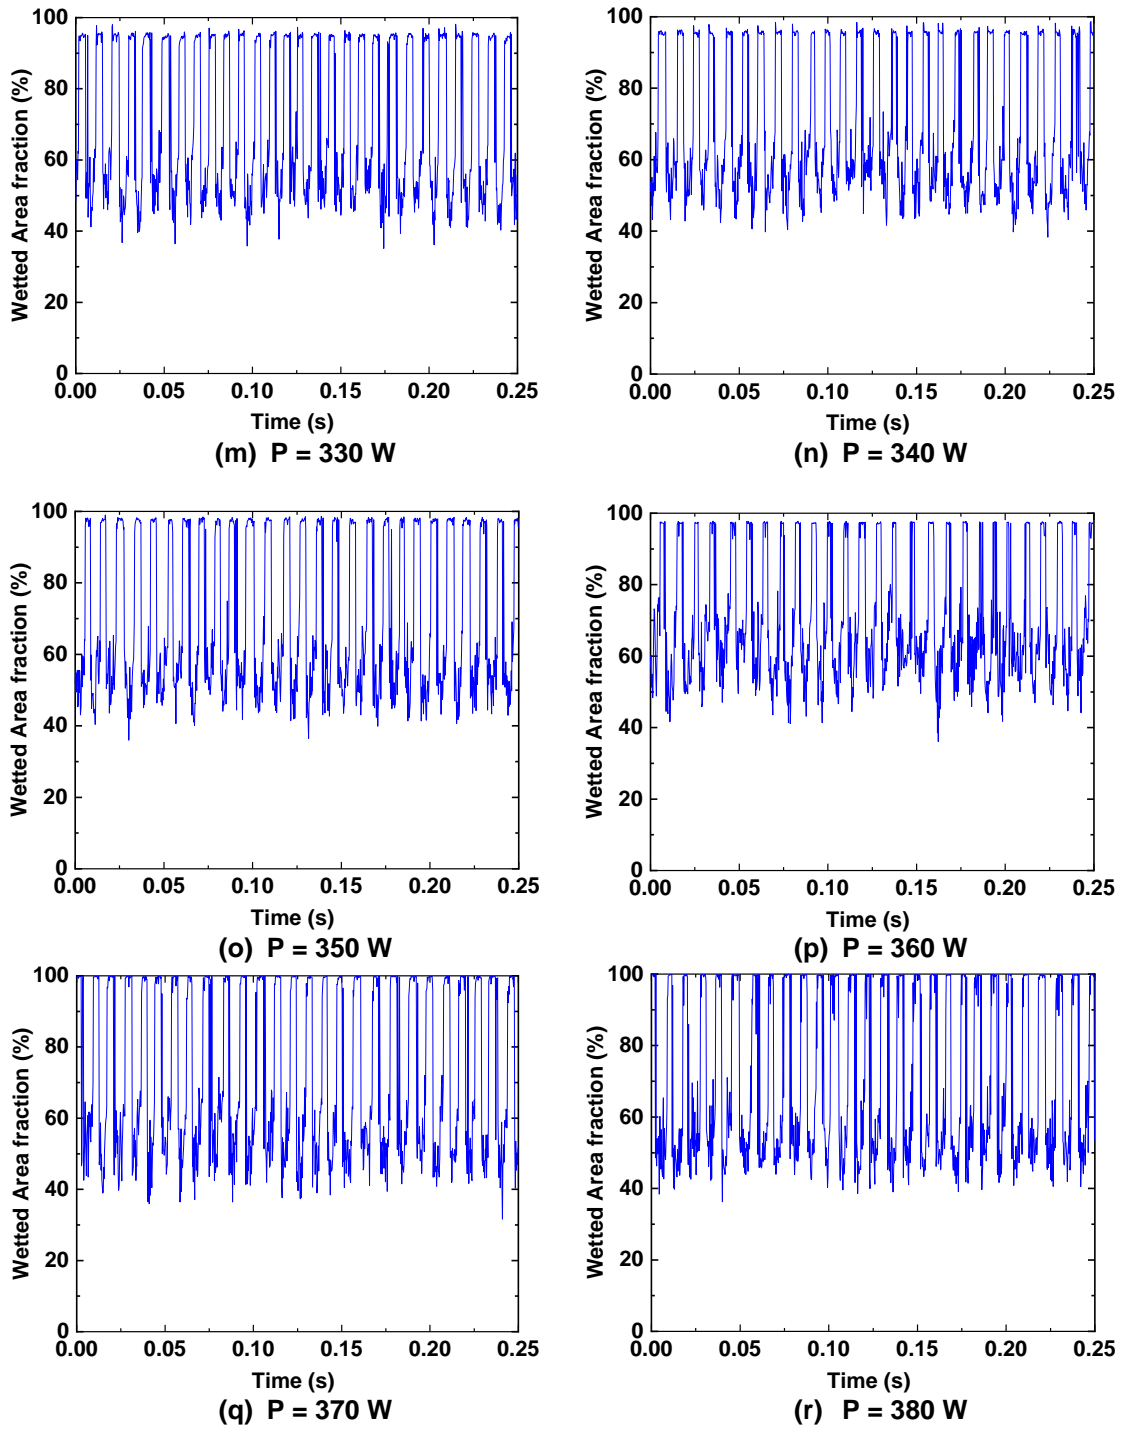 100
80
60
40
20
0
Wetted Area fraction (%)
0.00 0.05 0.10 0.15 0.20 0.25
Time (s)
(m) P = 330 W
100
80
60
40
20
0
Wetted Area fraction (%)
0.00 0.05 0.10 0.15 0.20 0.25
Time (s)
(n) P = 340 W
100
80
60
40
20
0
Wetted Area fraction (%)
0.00 0.05 0.10 0.15 0.20 0.25
Time (s)
(o) P = 350 W
100
80
60
40
20
0
Wetted Area fraction (%)
0.00 0.05 0.10 0.15 0.20 0.25
Time (s)
(p) P = 360 W
100
80
60
40
20
0
Wetted Area fraction (%)
0.00 0.05 0.10 0.15 0.20 0.25
Time (s)
(q) P = 370 W
100
80
60
40
20
0
Wetted Area fraction (%)
0.00 0.05 0.10 0.15 0.20 0.25
Time (s)
(r) P = 380 W